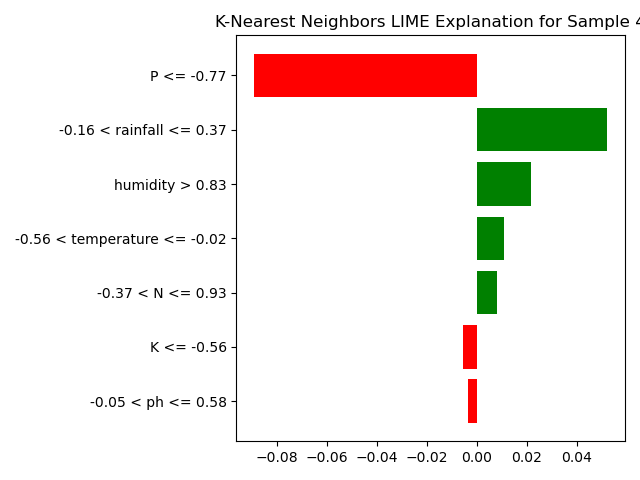 K-Nearest Neighbors LIME Explanation for Sample 4
P <= -0.77
-0.16 < rainfall <= 0.37
humidity > 0.83
-0.56 < temperature <= -0.02
-0.37 < N <= 0.93
K <= -0.56
-0.05 < ph <= 0.58
−0.08 −0.06 −0.04 −0.02 0.00 0.02 0.04